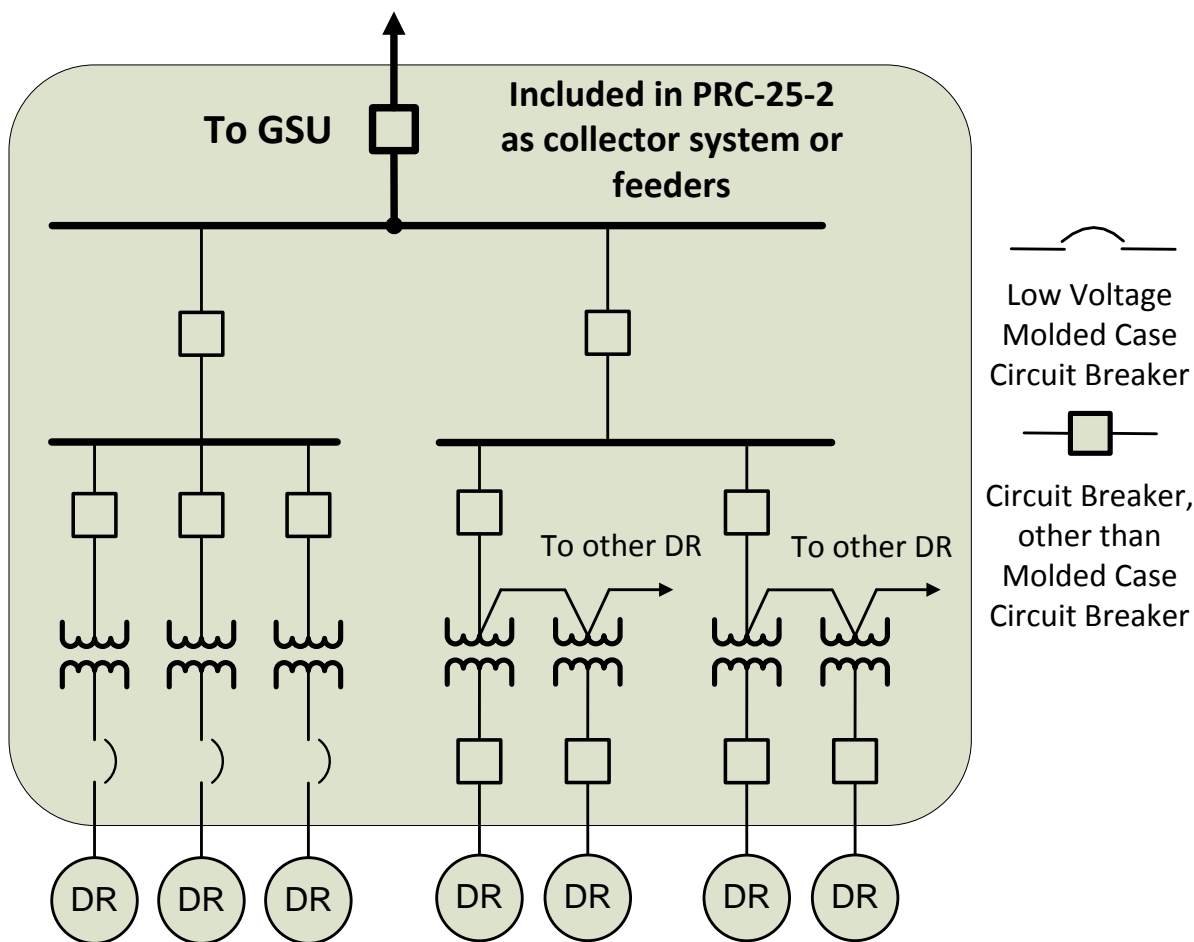 To GSU
Included in PRC-25-2
as collector system or
feeders
Low Voltage
Molded Case
Circuit Breaker
Circuit Breaker,
other than
Molded Case
Circuit Breaker
To other DR
To other DR
DR
DR
DR
DR
DR
DR
DR